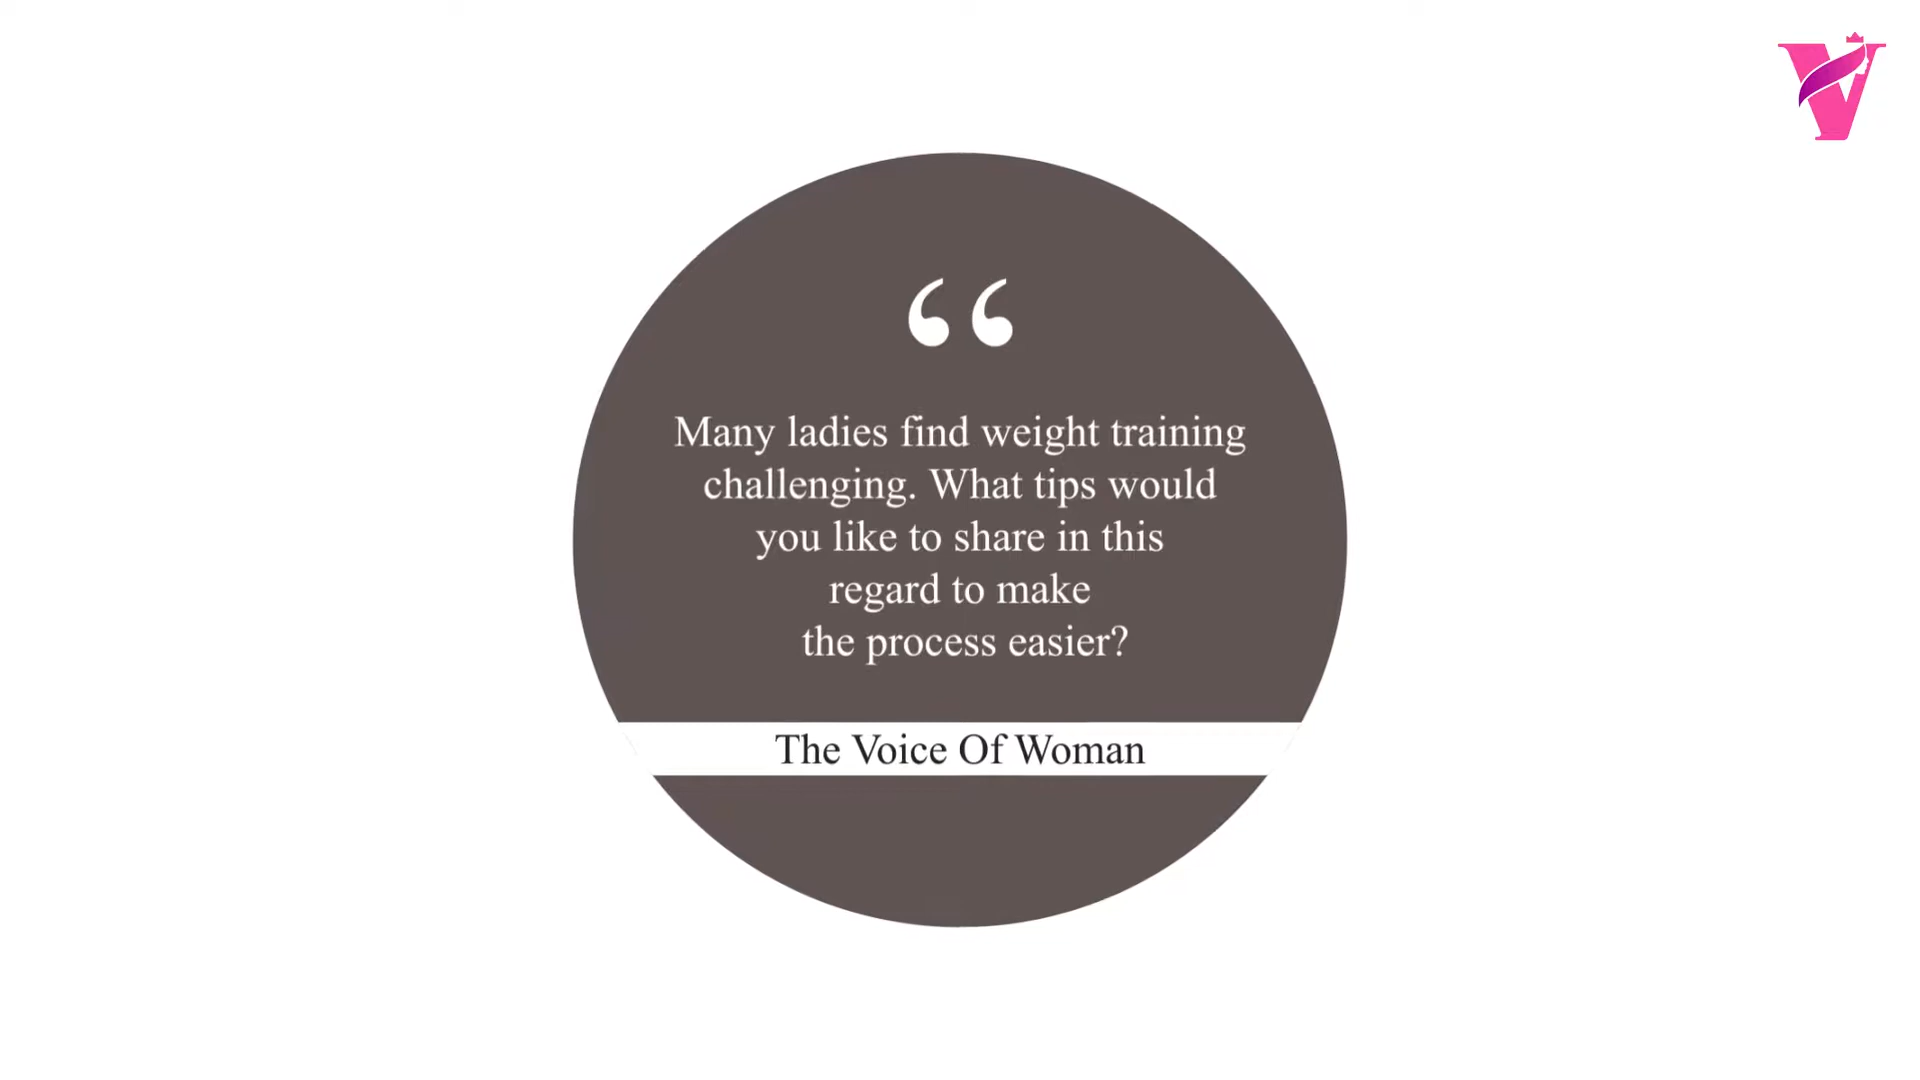 “
Many ladies find weight training
challenging. What tips would
you like to share in this
regard to make
the process easier?
The Voice Of Woman
V